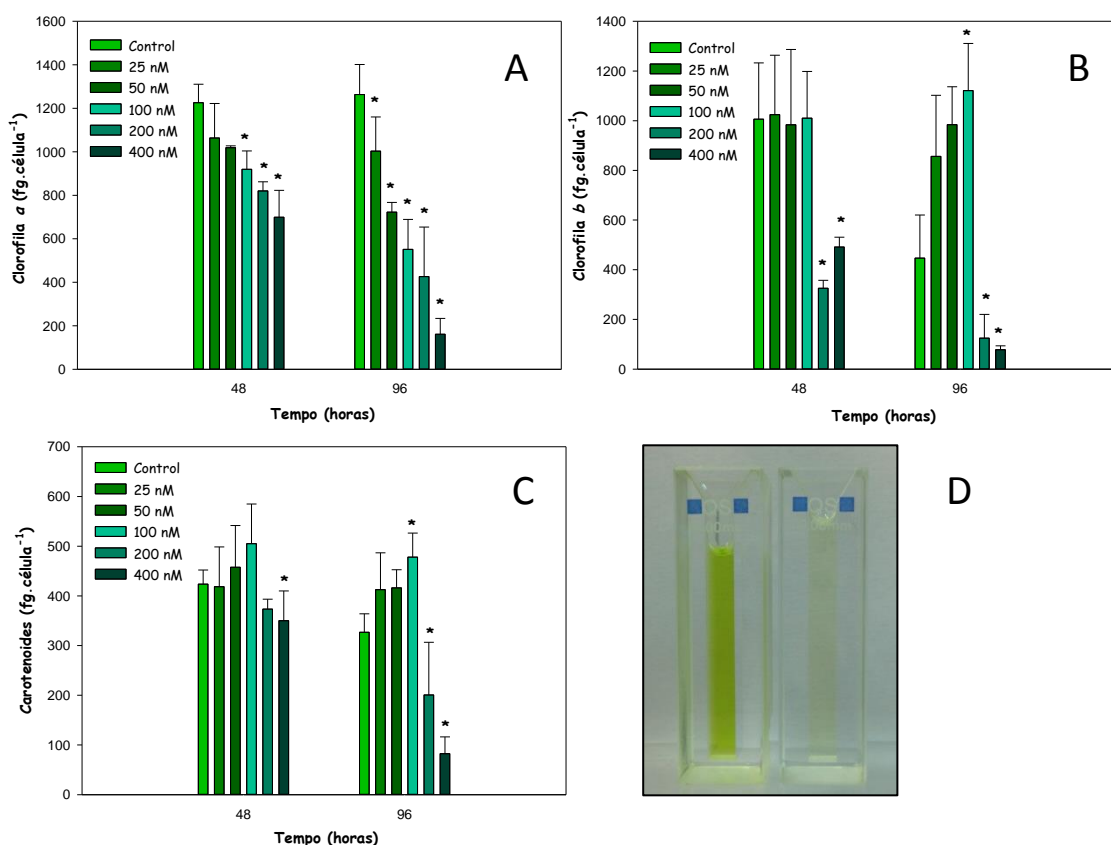 A
Clorofila a (fg.célula-1)
1600
1400
1200
1000
800
600
400
200
0
Control
25 nM
50 nM
100 nM
200 nM
400 nM
* * *
* * * * *
48
96
Tempo (horas)
B
Clorofila b (fg.célula-1)
1400
1200
1000
800
600
400
200
0
Control
25 nM
50 nM
100 nM
200 nM
400 nM
* *
* * *
48
96
Tempo (horas)
C
Carotenoides (fg.célula-1)
700
600
500
400
300
200
100
0
Control
25 nM
50 nM
100 nM
200 nM
400 nM
*
* * *
48
96
Tempo (horas)
D
QS
QS